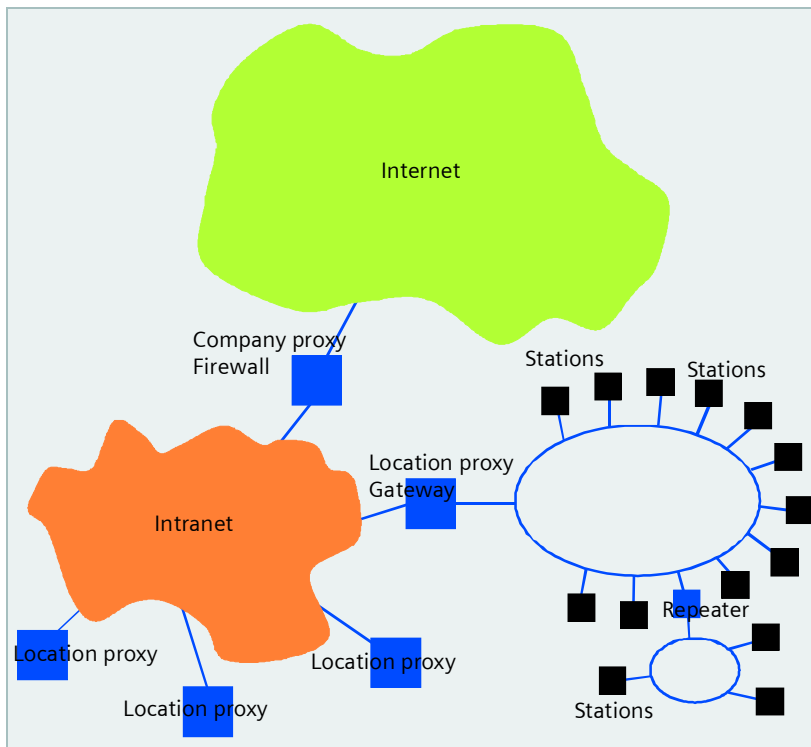 Internet
Company proxy
Firewall
Stations
Stations
Location proxy
Gateway
Intranet
Repeater
Location proxy
Location proxy
Location proxy
Stations